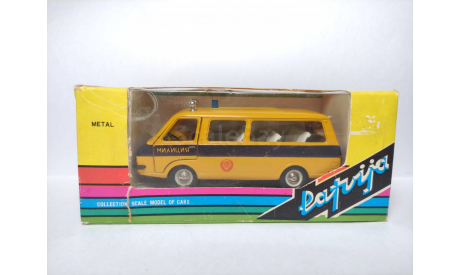 METAL
МИЛИЦИЯ
Latvija
COLLECTION SCALE MODEL OF CARS